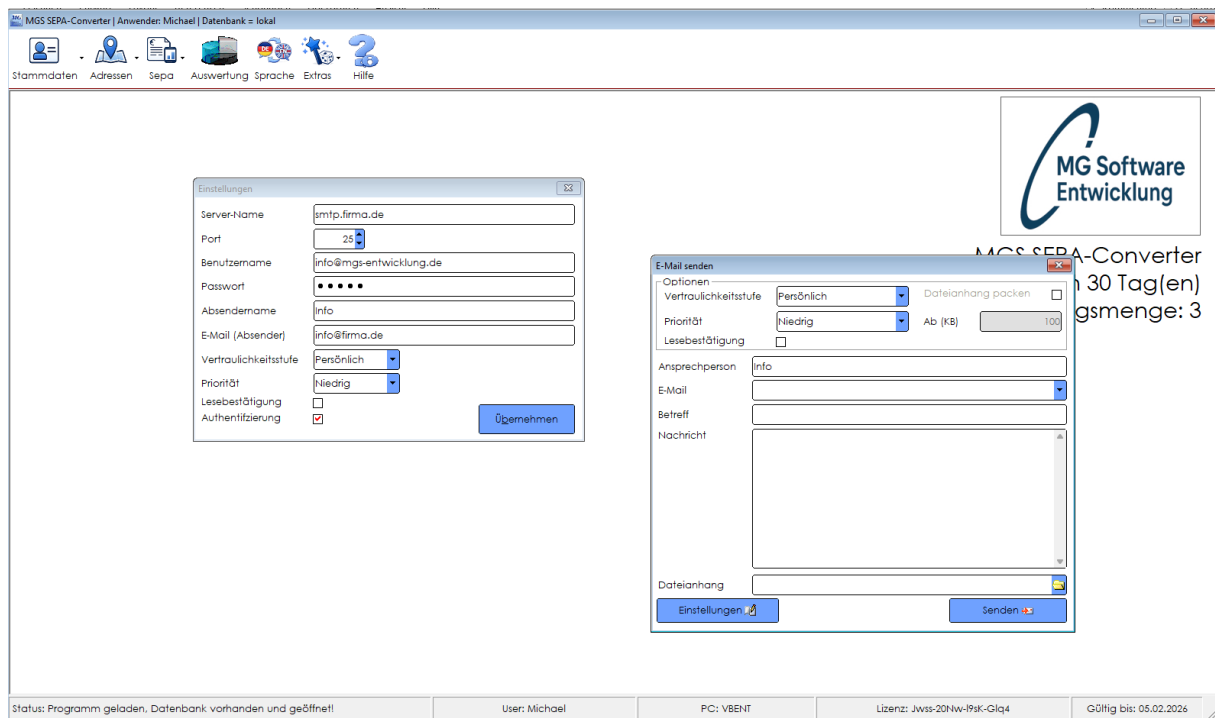 MGS SEPA-Converter | Anwender: Michael | Datenbank = lokal
Stammdaten Adressen Sepa Auswertung Sprache Extras Hilfe
MG Software
Entwicklung
MGS SEPA-Converter
30 Tag(en)
gsmenge: 3
Einstellungen
Server-Name smtp.firma.de
Port 25
Benutzername info@mgs-entwicklung.de
Passwort •••••
Absendername Info
E-Mail (Absender) info@firma.de
Vertraulichkeitsstufe Persönlich
Priorität Niedrig
Lesebestätigung
Authentifzierung
Übernehmen
E-Mail senden
Optionen
Vertraulichkeitsstufe Persönlich Dateianhang packen
Priorität Niedrig Ab (KB) 100
Lesebestätigung
Ansprechperson Info
E-Mail
Betreff
Nachricht
Dateianhang
Einstellungen Senden
Status: Programm geladen, Datenbank vorhanden und geöffnet! User: Michael PC: VBENT Lizenz: Jwss-20Nw-l9sK-Glq4 Gültig bis: 05.02.2026